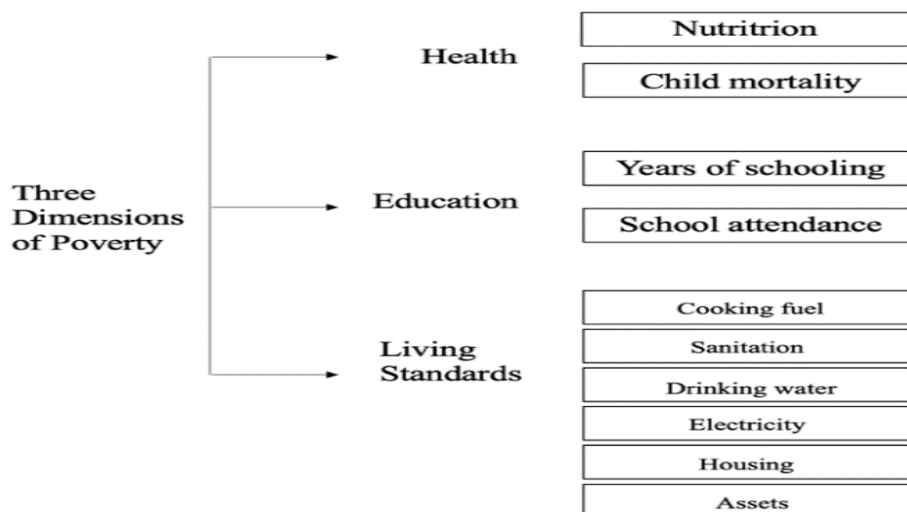 Three
Dimensions
of Poverty
Health
Nutritrion
Child mortality
Education
Years of schooling
School attendance
Living
Standards
Cooking fuel
Sanitation
Drinking water
Electricity
Housing
Assets